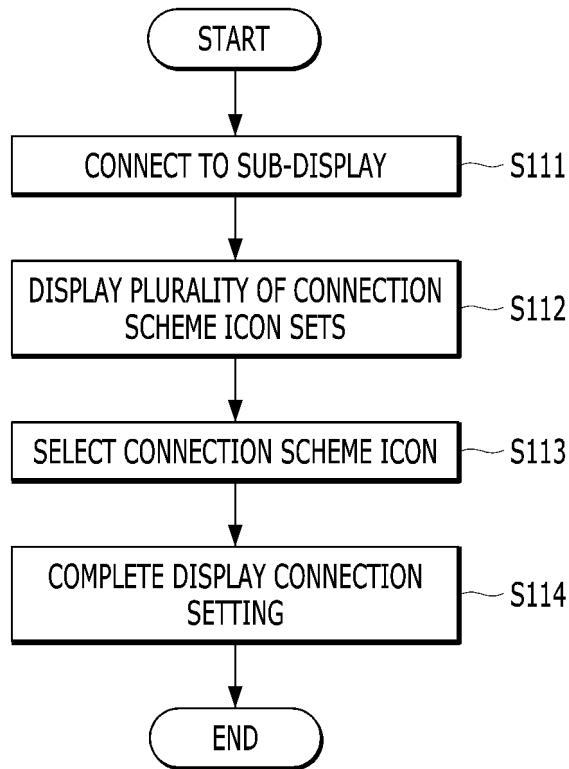 START
CONNECT TO SUB-DISPLAY
S111
DISPLAY PLURALITY OF CONNECTION
SCHEME ICON SETS
S112
SELECT CONNECTION SCHEME ICON
S113
COMPLETE DISPLAY CONNECTION
SETTING
S114
END